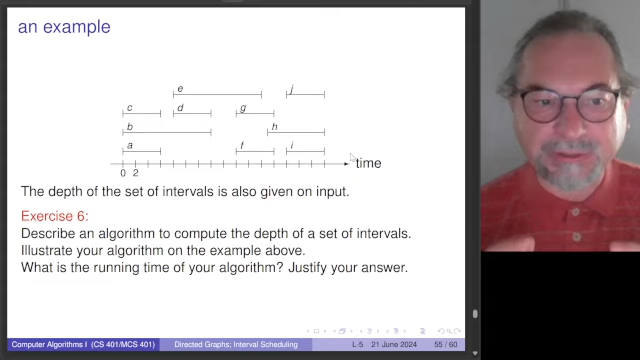 an example
e
j
c
d
g
b
h
a
f
i
time
0 2
The depth of the set of intervals is also given on input.
Exercise 6:
Describe an algorithm to compute the depth of a set of intervals.
Illustrate your algorithm on the example above.
What is the running time of your algorithm? Justify your answer.
Computer Algorithms I (CS 401/MCS 401) Directed Graphs; Interval Scheduling L-5 21 June 2024 55 / 60